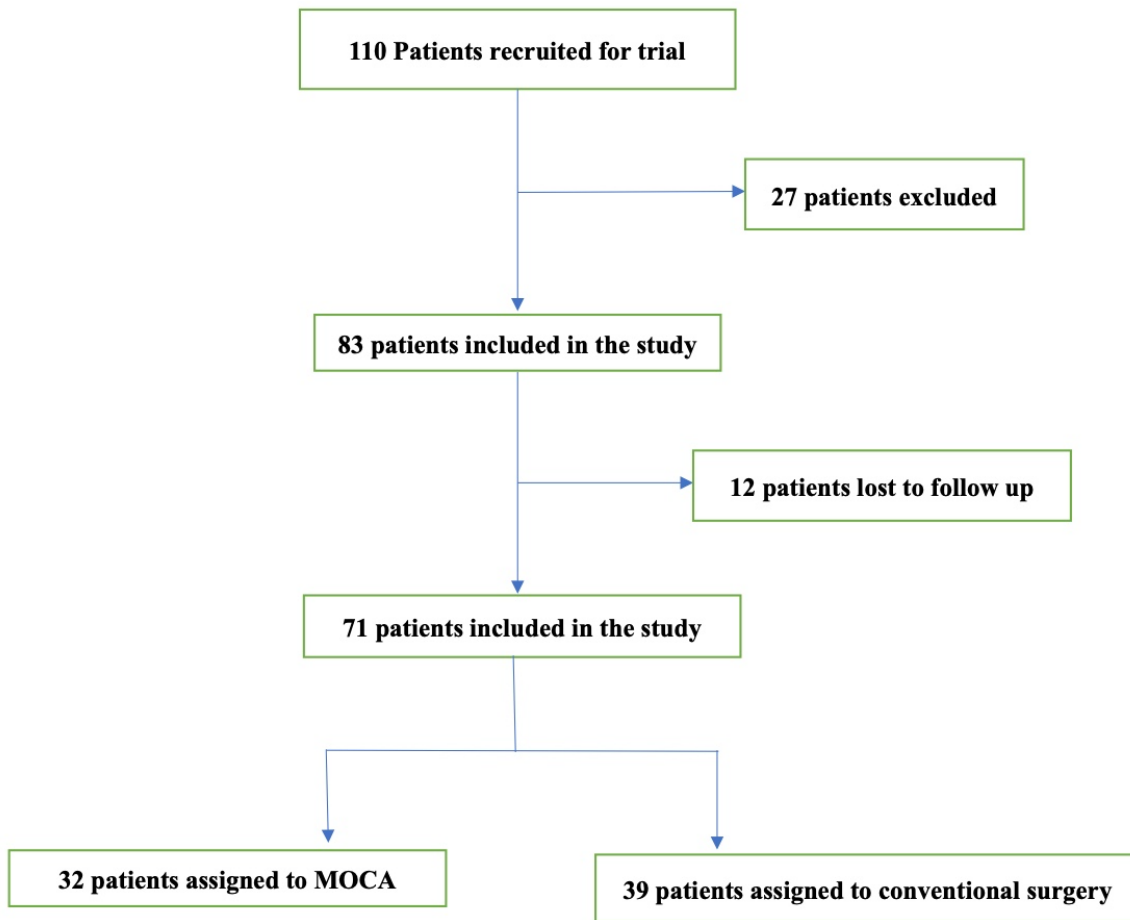 110 Patients recruited for trial
27 patients excluded
83 patients included in the study
12 patients lost to follow up
71 patients included in the study
32 patients assigned to MOCA
39 patients assigned to conventional surgery